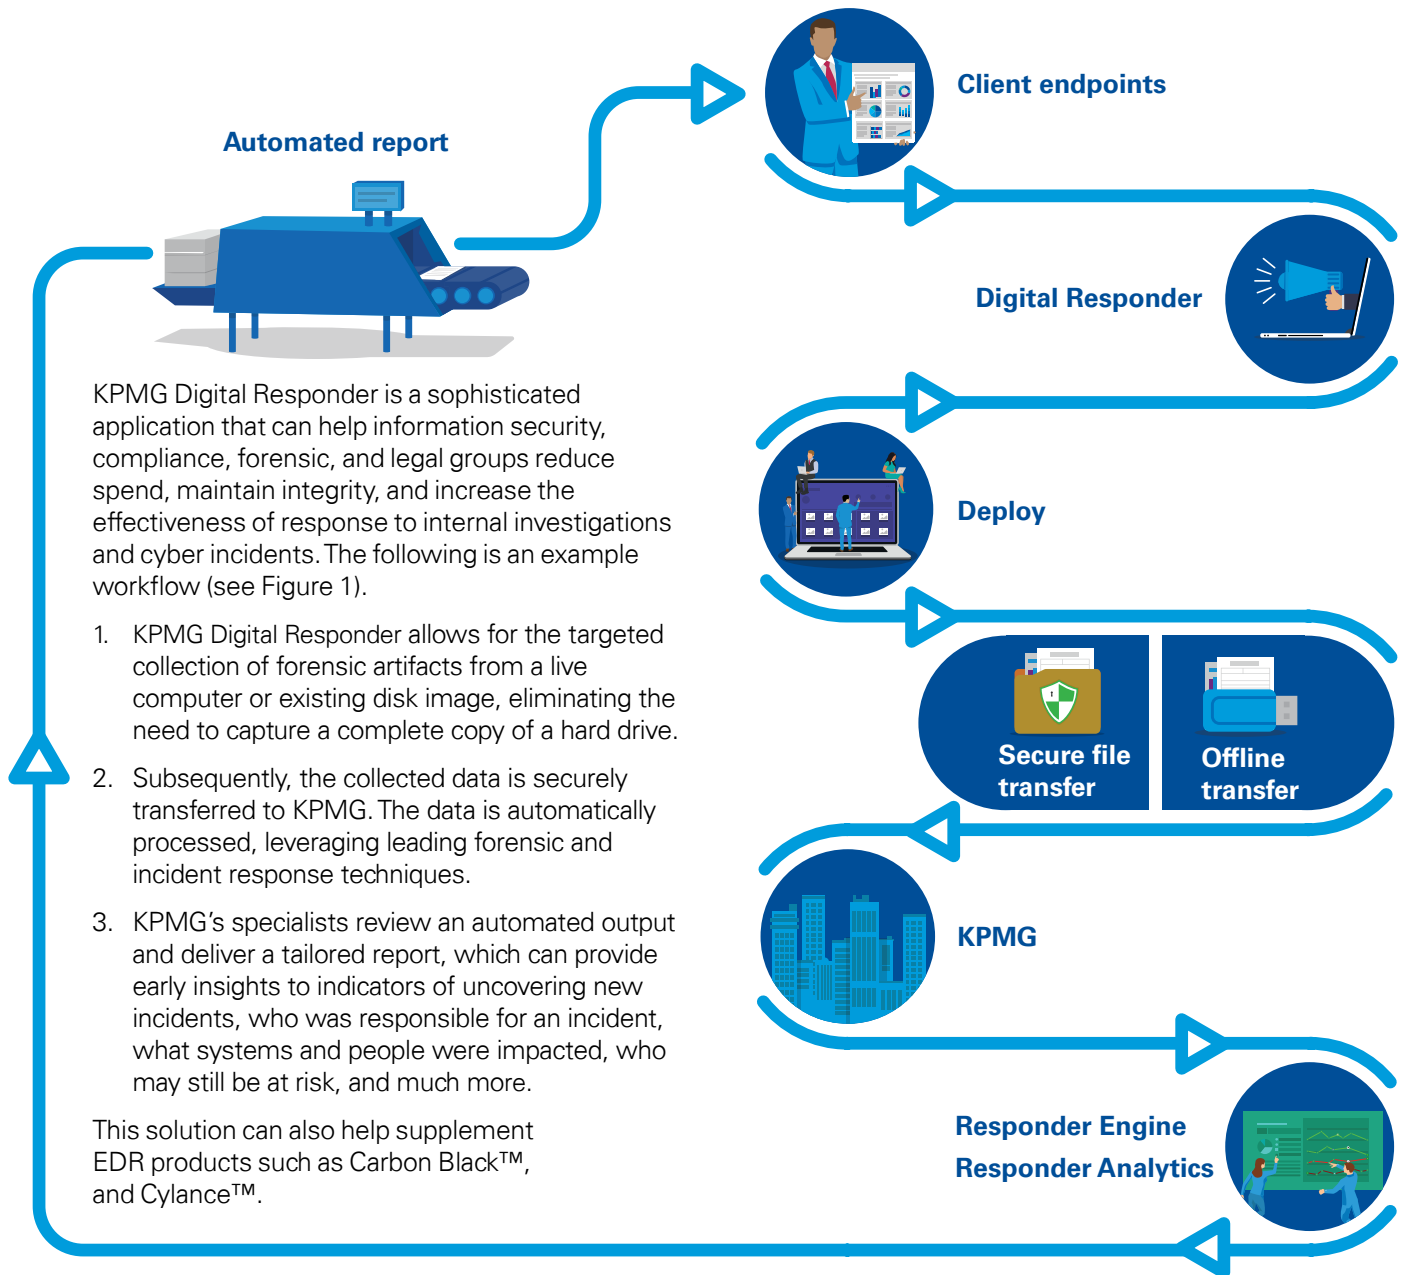 Automated report
KPMG Digital Responder is a sophisticated
application that can help information security,
compliance, forensic, and legal groups reduce
spend, maintain integrity, and increase the
effectiveness of response to internal investigations
and cyber incidents. The following is an example
workflow (see Figure 1).
1. KPMG Digital Responder allows for the targeted
collection of forensic artifacts from a live
computer or existing disk image, eliminating the
need to capture a complete copy of a hard drive.
2. Subsequently, the collected data is securely
transferred to KPMG. The data is automatically
processed, leveraging leading forensic and
incident response techniques.
3. KPMG’s specialists review an automated output
and deliver a tailored report, which can provide
early insights to indicators of uncovering new
incidents, who was responsible for an incident,
what systems and people were impacted, who
may still be at risk, and much more.
This solution can also help supplement
EDR products such as Carbon Black™,
and Cylance™.
Client endpoints
Digital Responder
Deploy
Secure file
transfer
Offline
transfer
KPMG
Responder Engine
Responder Analytics